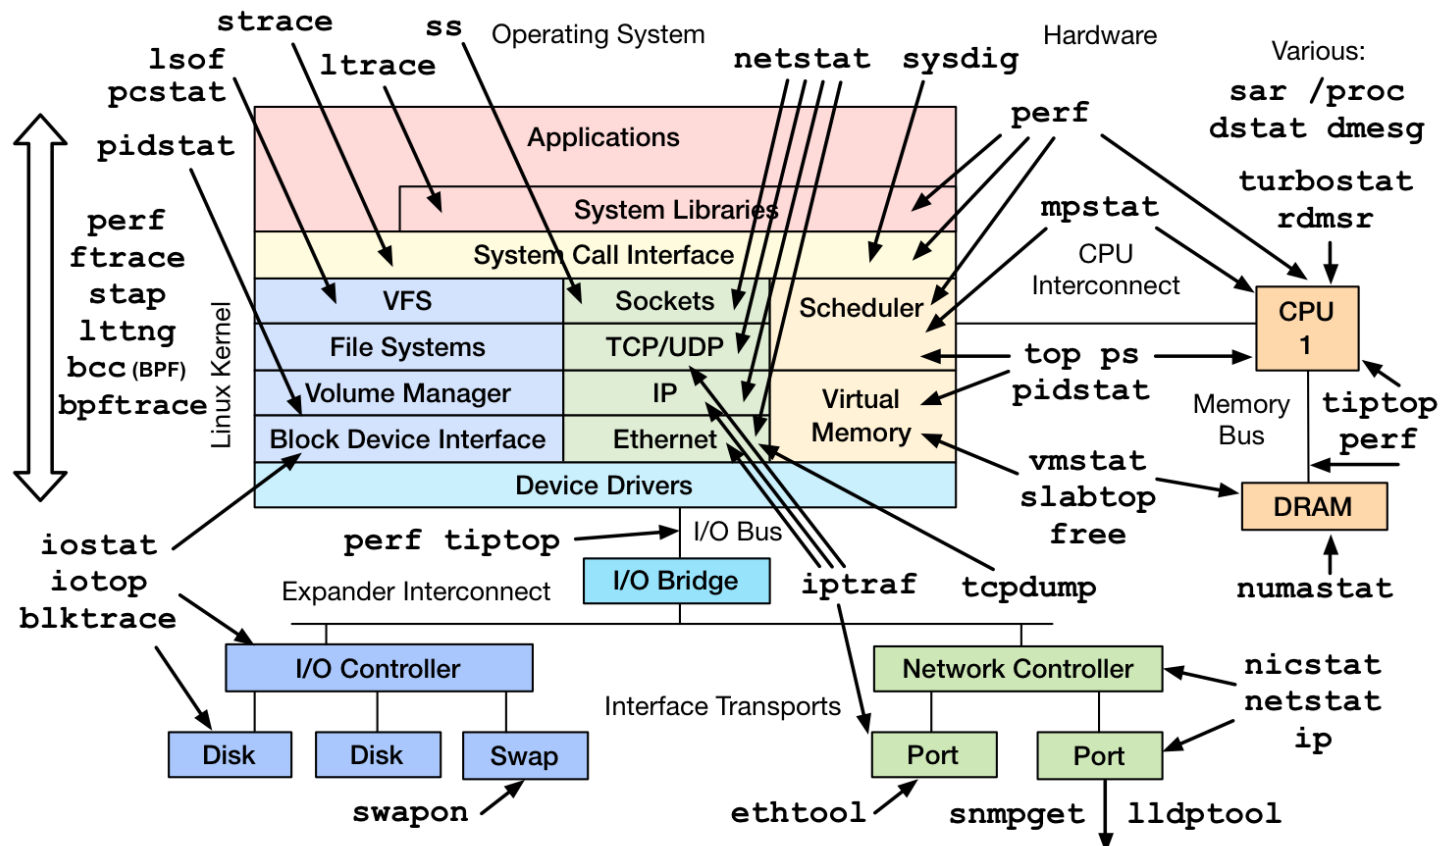 strace
ss
Operating System
Hardware
lsof
pcstat
ltrace
netstat
sysdig
Various:
sar /proc
dstat dmesg
perf
pidstat
Applications
turbostat
rdmsr
System Libraries
mpstat
perf
ftrace
stap
lttng
bcc (BPF)
bpftrace
Linux Kernel
System Call Interface
CPU
Interconnect
VFS
Sockets
Scheduler
CPU
1
File Systems
TCP/UDP
top ps
pidstat
Volume Manager
IP
Virtual
Memory
Memory
Bus
tiptop
perf
Block Device Interface
Ethernet
vmstat
slabtop
free
Device Drivers
DRAM
iostat
iotop
blktrace
perf tiptop
I/O Bus
I/O Bridge
iptraf
tcpdump
numastat
Expander Interconnect
I/O Controller
Network Controller
nicstat
netstat
ip
Interface Transports
Disk
Disk
Swap
Port
Port
swapon
ethtool
snmpget
lldptool